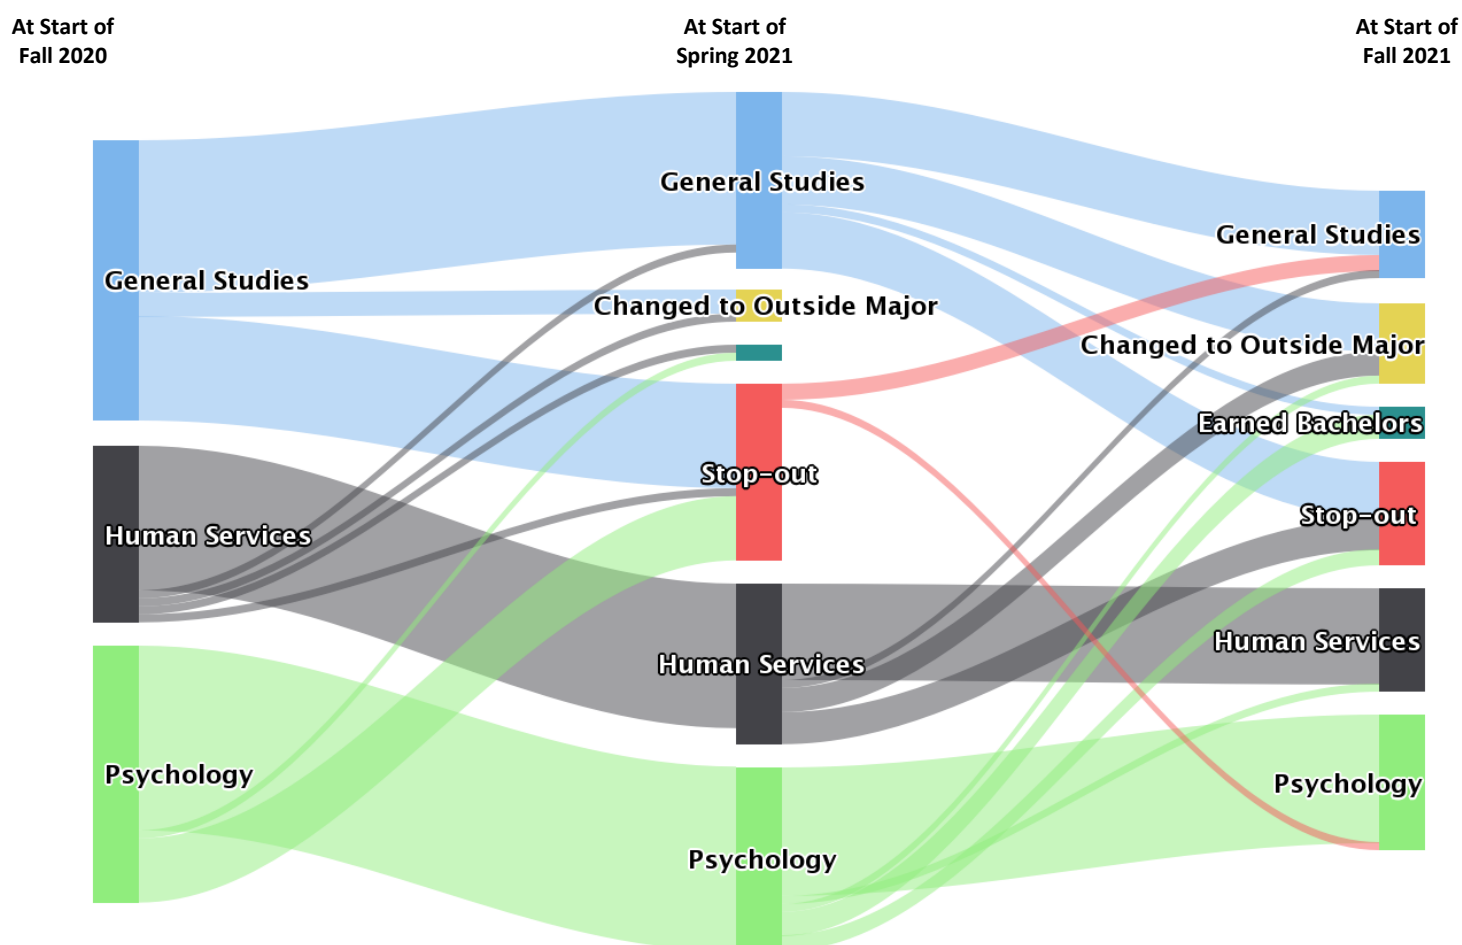 At Start of
Fall 2020
At Start of
Spring 2021
At Start of
Fall 2021
General Studies
Human Services
Psychology
General Studies
Changed to Outside Major
Stop-out
Human Services
Psychology
General Studies
Changed to Outside Major
Earned Bachelors
Stop-out
Human Services
Psychology